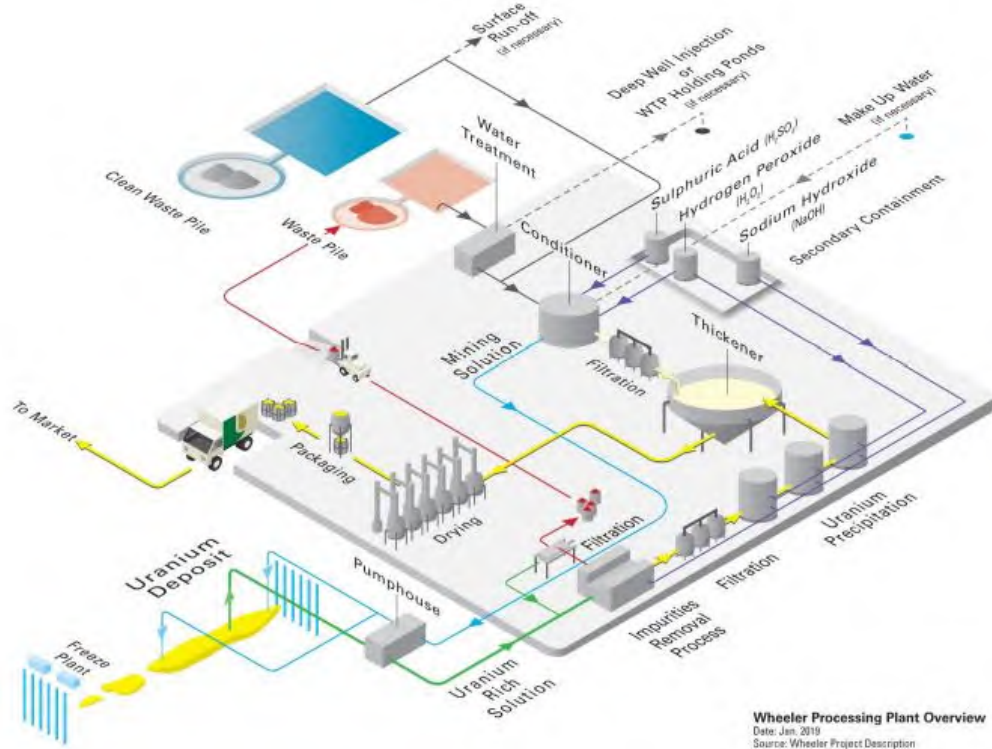 Surface
Run-off
(if necessary)
Deep Well Injection
or
WTP Holding Ponds
(if necessary)
Make Up Water
(if necessary)
Water
Treatment
Sulphuric Acid (H₂SO₄)
Hydrogen Peroxide
(H₂O₂)
Sodium Hydroxide
(NaOH)
Secondary Containment
Clean Waste Pile
Waste Pile
Conditioner
Mining
Solution
Filtration
Thickener
To Market
Packaging
Drying
Filtration
Uranium
Precipitation
Filtration
Impurities
Removal
Process
Uranium
Deposit
Pumphouse
Freeze
Plant
Uranium
Rich
Solution
Wheeler Processing Plant Overview
Date: Jan. 2019
Source: Wheeler Project Description